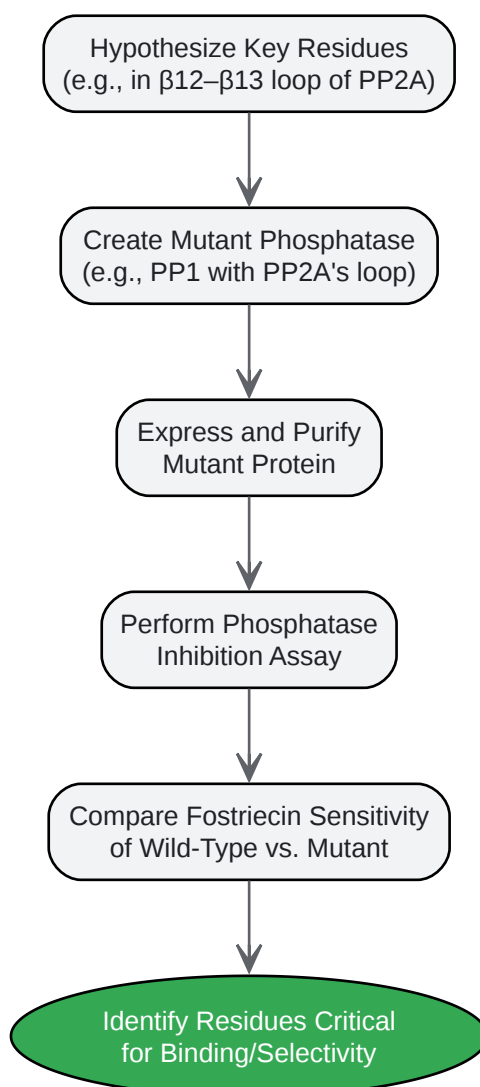 Hypothesize Key Residues
(e.g., in β12–β13 loop of PP2A)
Create Mutant Phosphatase
(e.g., PP1 with PP2A's loop)
Express and Purify
Mutant Protein
Perform Phosphatase
Inhibition Assay
Compare Fostriecin Sensitivity
of Wild-Type vs. Mutant
Identify Residues Critical
for Binding/Selectivity